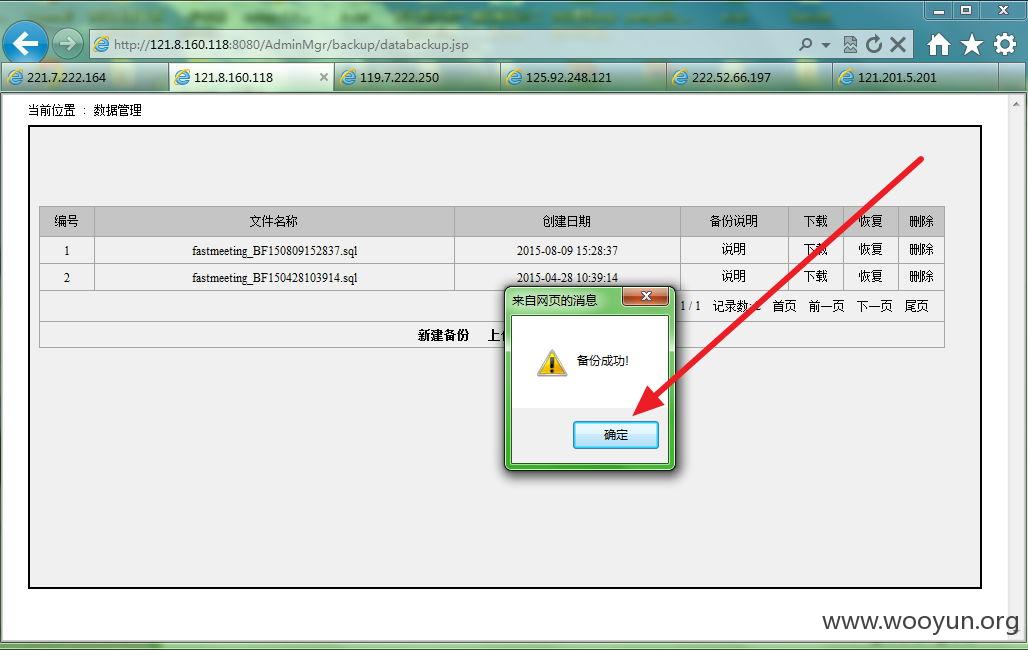 http://121.8.160.118:8080/AdminMgr/backup/databackup.jsp
221.7.222.164 121.8.160.118 119.7.222.250 125.92.248.121 222.52.66.197 121.201.5.201
当前位置 : 数据管理
编号 文件名称 创建日期 备份说明 下载 恢复 删除
1 fastmeeting_BF150809152837.sql 2015-08-09 15:28:37 说明 下载 恢复 删除
2 fastmeeting_BF150428103914.sql 2015-04-28 10:39:14 说明 下载 恢复 删除
1 / 1 记录数: 首页 前一页 下一页 尾页
新建备份 上
来自网页的消息
备份成功!
确定
www.wooyun.org